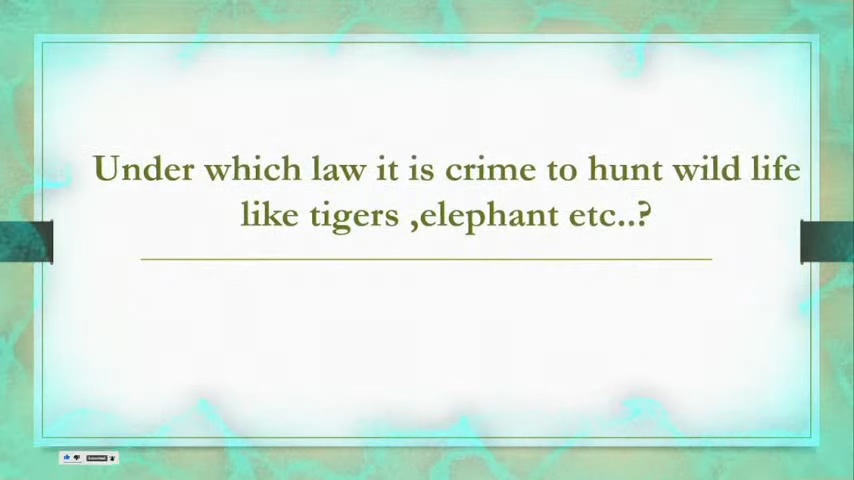 Under which law it is crime to hunt wild life
like tigers ,elephant etc..?